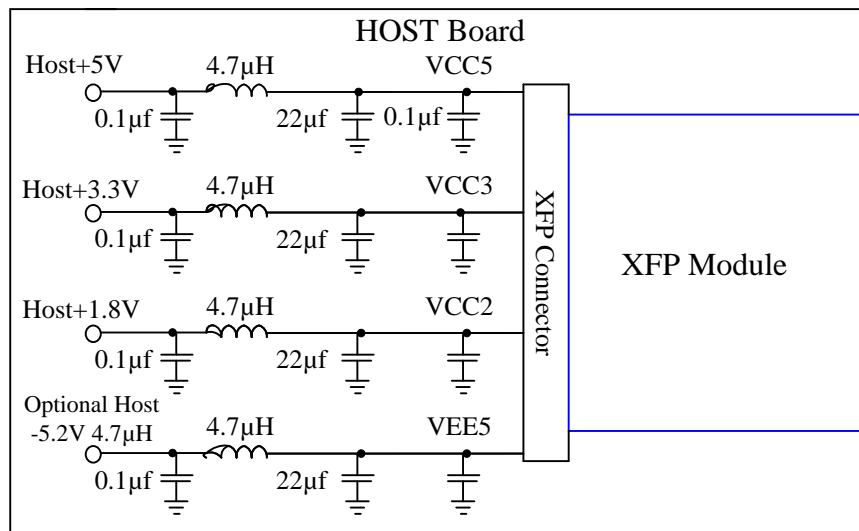 HOST Board
Host+5V
4.7µH
VCC5
0.1µf
22µf
0.1µf
Host+3.3V
4.7µH
VCC3
0.1µf
22µf
XFP Connector
XFP Module
Host+1.8V
4.7µH
VCC2
0.1µf
22µf
Optional Host
-5.2V 4.7µH
4.7µH
VEE5
0.1µf
22µf